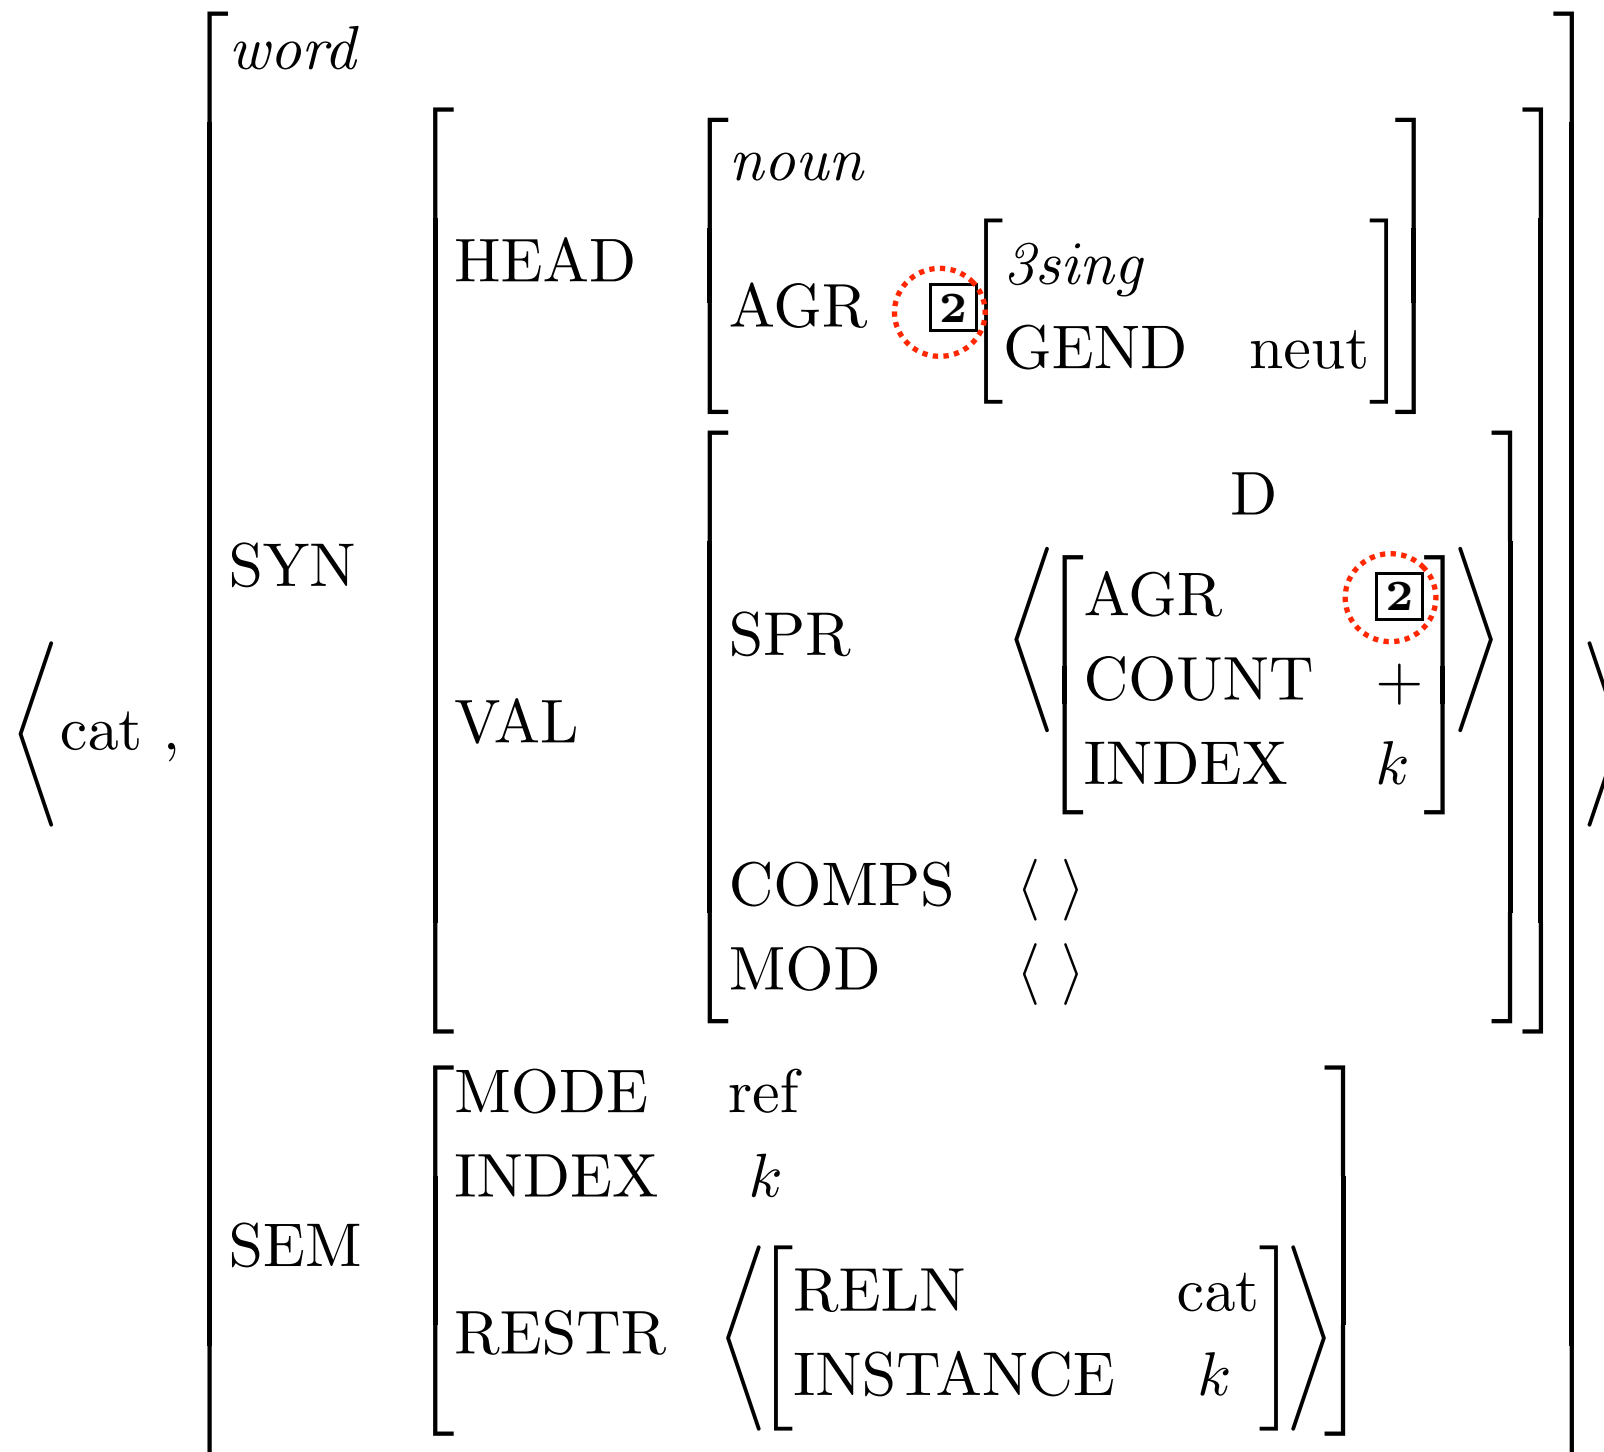 word
noun
HEAD
3sing
AGR 2
GEND neut
D
SYN
AGR 2
SPR
COUNT +
VAL
⟨ cat ,
INDEX k
COMPS ⟨ ⟩
MOD ⟨ ⟩
MODE ref
INDEX k
SEM
RELN cat
RESTR
INSTANCE k